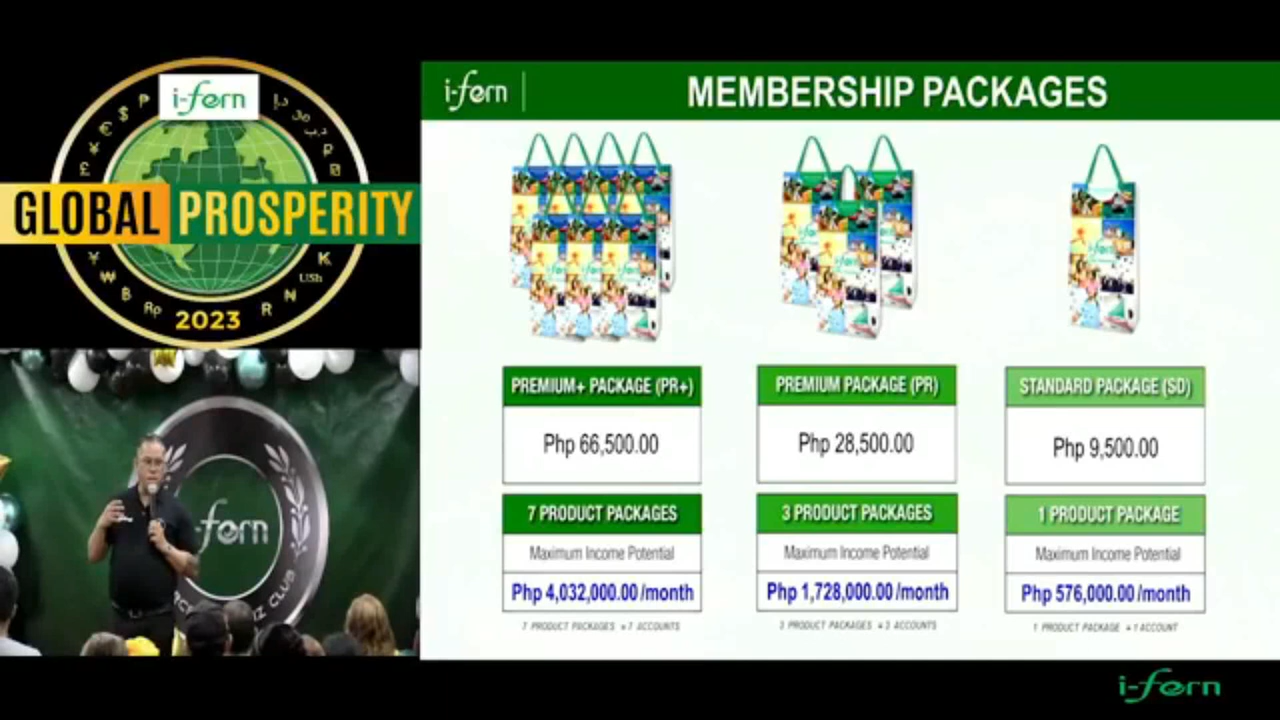 i-fern
GLOBAL PROSPERITY
2023
i-fern
MEMBERSHIP PACKAGES
PREMIUM+ PACKAGE (PR+)
Php 66,500.00
7 PRODUCT PACKAGES
Maximum Income Potential
Php 4,032,000.00 /month
7 PRODUCT PACKAGES = 7 ACCOUNTS
PREMIUM PACKAGE (PR)
Php 28,500.00
3 PRODUCT PACKAGES
Maximum Income Potential
Php 1,728,000.00 /month
3 PRODUCT PACKAGES = 3 ACCOUNTS
STANDARD PACKAGE (SD)
Php 9,500.00
1 PRODUCT PACKAGE
Maximum Income Potential
Php 576,000.00 /month
1 PRODUCT PACKAGE = 1 ACCOUNT
-fern
CLUB
i-fern